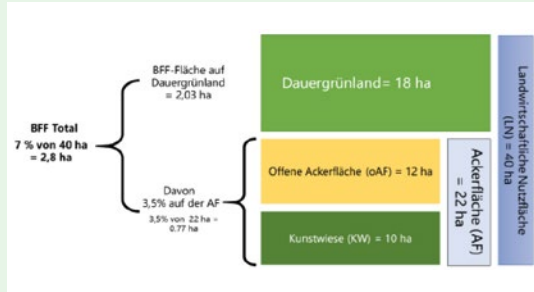 BFF Total
7 % von 40 ha
= 2,8 ha
BFF-Fläche auf
Dauergrünland
= 2,03 ha
Davon
3,5% auf der AF
3,5% von 22 ha =
0.77 ha
Dauergrünland= 18 ha
Offene Ackerfläche (oAF) = 12 ha
Kunstwiese (KW) = 10 ha
Ackerfläche (AF)
= 22 ha
Landwirtschaftliche Nutzfläche
(LN) = 40 ha